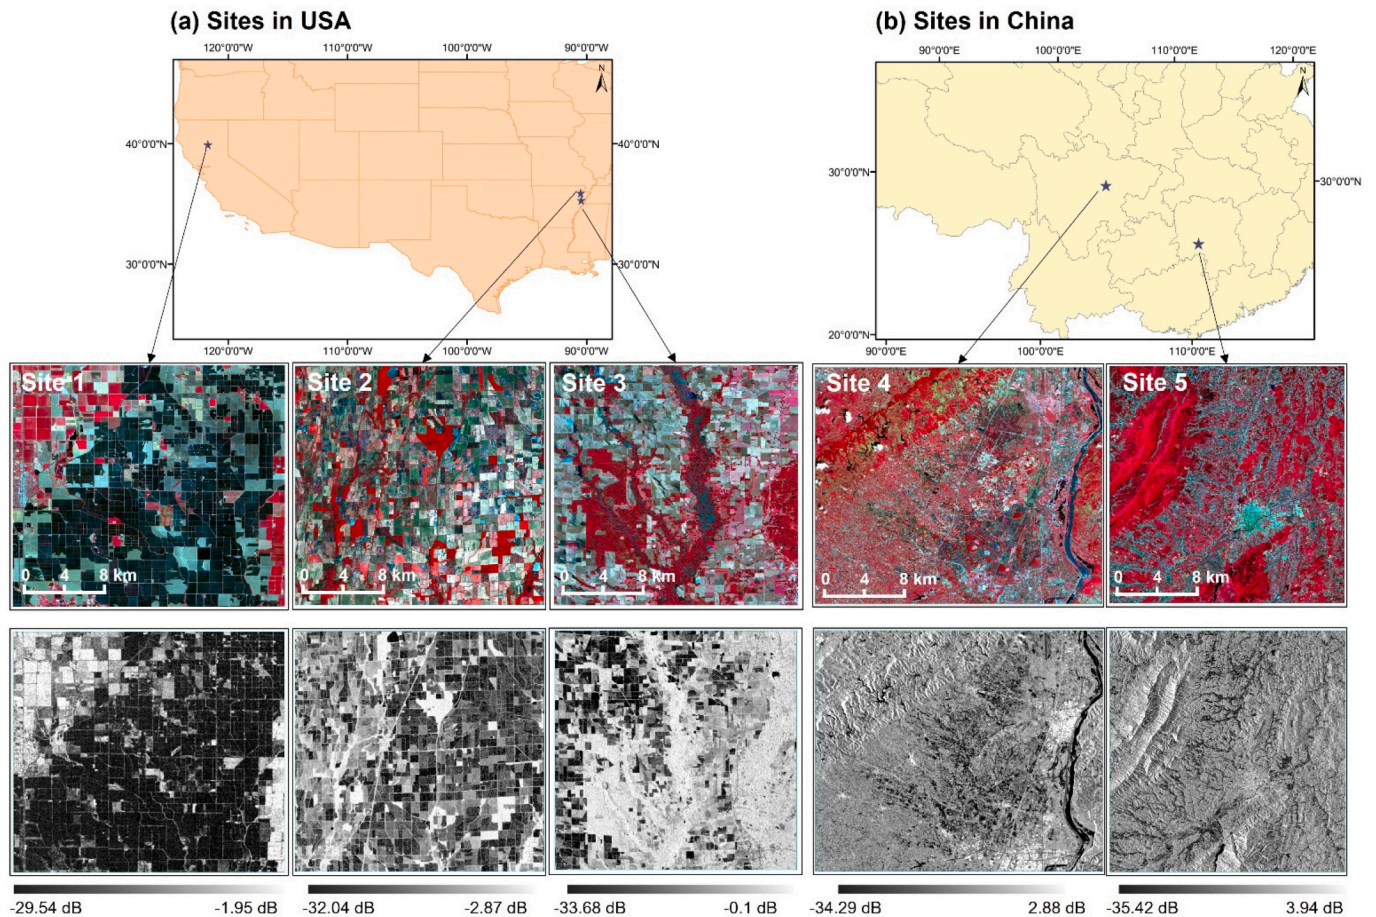 (a) Sites in USA
(b) Sites in China
120°0'0"W 110°0'0"W 100°0'0"W 90°0'0"W
90°0'0"E 100°0'0"E 110°0'0"E 120°0'0"E
N
N
40°0'0"N 40°0'0"N
30°0'0"N 30°0'0"N
30°0'0"N 30°0'0"N
20°0'0"N
120°0'0"W 110°0'0"W 100°0'0"W 90°0'0"W
90°0'0"E 100°0'0"E 110°0'0"E
Site 1 Site 2 Site 3 Site 4 Site 5
0 4 8 km 0 4 8 km 0 4 8 km 0 4 8 km 0 4 8 km
-29.54 dB -1.95 dB -32.04 dB -2.87 dB -33.68 dB -0.1 dB -34.29 dB 2.88 dB -35.42 dB 3.94 dB